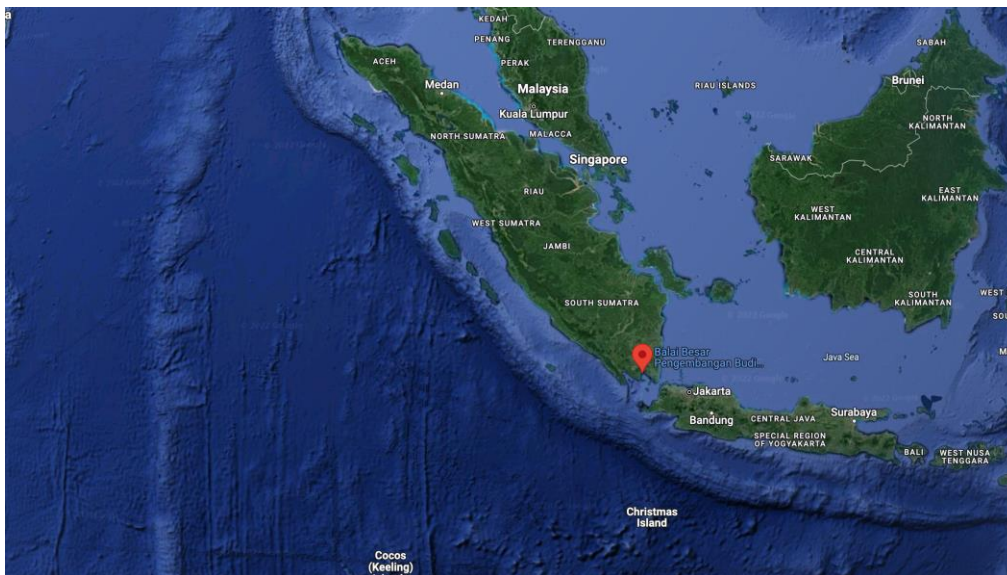 a
KEDAH
PENANG
TERENGGANU
SABAH
ACEH
PERAK
Medan
Malaysia
RIAU ISLANDS
Brunei
Kuala Lumpur
NORTH
KALIMANTAN
NORTH SUMATRA
MALACCA
Singapore
SARAWAK
RIAU
EAST
KALIMANTAN
WEST
KALIMANTAN
WEST SUMATRA
JAMBI
CENTRAL
KALIMANTAN
SOUTH
KALIMANTAN
WEST
SOU
SOUTH SUMATRA
Balai Besar
Pengembangan Budi...
Java Sea
M
Jakarta
Bandung
CENTRAL JAVA
Surabaya
SPECIAL REGION
OF YOGYAKARTA
BALI
WEST NUSA
TENGGARA
Christmas
Island
Cocos
(Keeling)